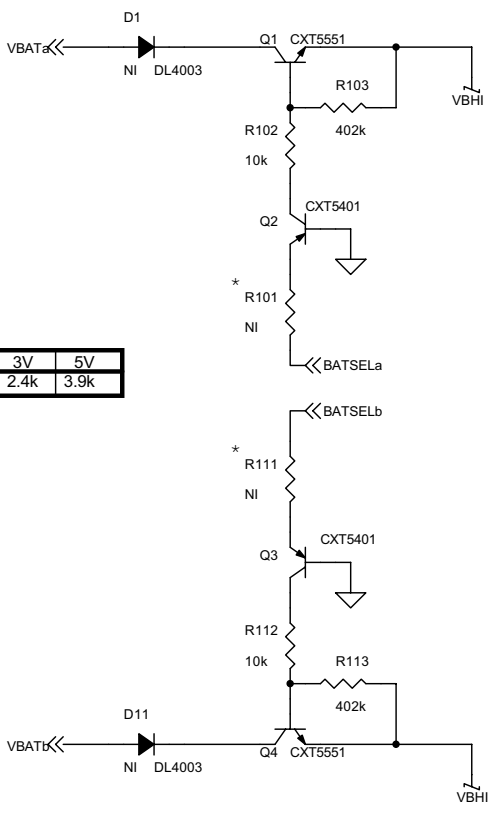 D1
VBATa
NI DL4003
Q1 CXT5551
R103
402k
VBHI
R102
10k
CXT5401
Q2
*
R101
NI
BATSELa
3V 5V
2.4k 3.9k
BATSELb
*
R111
NI
CXT5401
Q3
R112
10k
R113
402k
D11
VBATb
NI DL4003
Q4 CXT5551
VBHI